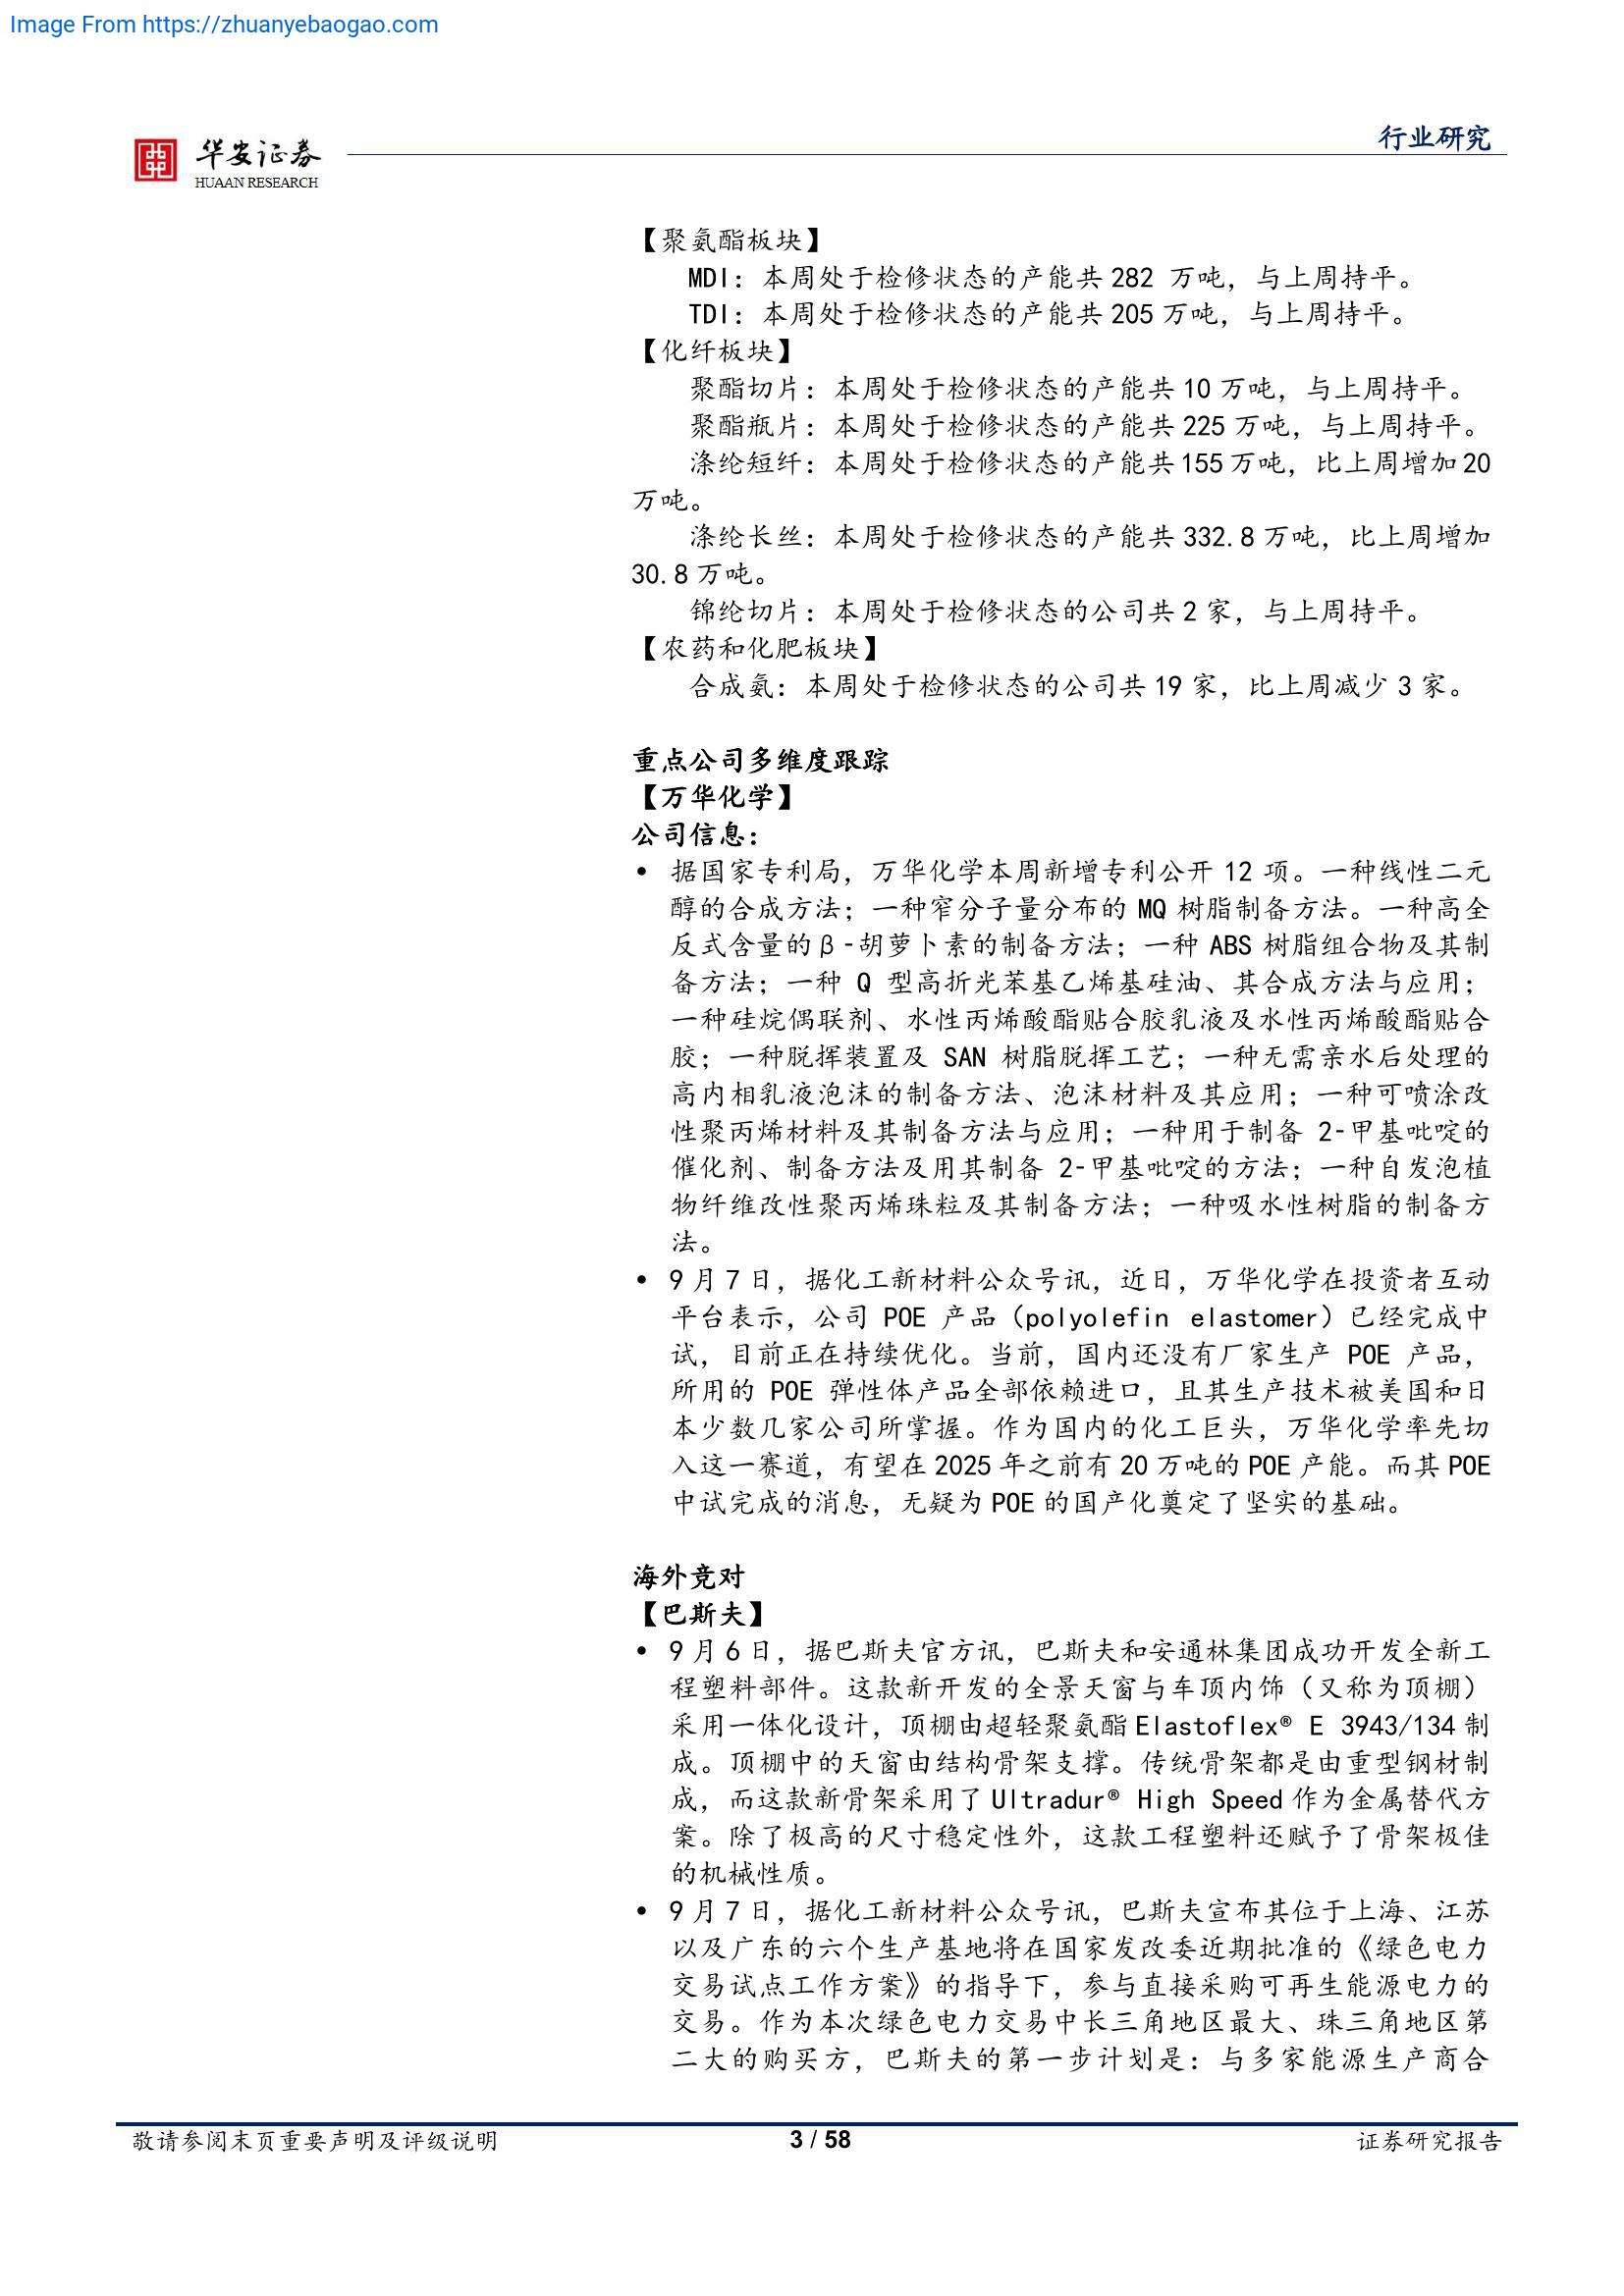 Image From https://zhuanyebaogao.com
华安证券
HUAAN RESEARCH
行业研究
【聚氨酯板块】
MDI：本周处于检修状态的产能共 282 万吨，与上周持平。
TDI：本周处于检修状态的产能共 205 万吨，与上周持平。
【化纤板块】
聚酯切片：本周处于检修状态的产能共 10 万吨，与上周持平。
聚酯瓶片：本周处于检修状态的产能共 225 万吨，与上周持平。
涤纶短纤：本周处于检修状态的产能共 155 万吨，比上周增加 20
万吨。
涤纶长丝：本周处于检修状态的产能共 332.8 万吨，比上周增加
30.8 万吨。
锦纶切片：本周处于检修状态的公司共 2 家，与上周持平。
【农药和化肥板块】
合成氨：本周处于检修状态的公司共 19 家，比上周减少 3 家。
重点公司多维度跟踪
【万华化学】
公司信息：
• 据国家专利局，万华化学本周新增专利公开 12 项。一种线性二元
醇的合成方法；一种窄分子量分布的 MQ 树脂制备方法。一种高全
反式含量的β-胡萝卜素的制备方法；一种 ABS 树脂组合物及其制
备方法；一种 Q 型高折光苯基乙烯基硅油、其合成方法与应用；
一种硅烷偶联剂、水性丙烯酸酯贴合胶乳液及水性丙烯酸酯贴合
胶；一种脱挥装置及 SAN 树脂脱挥工艺；一种无需亲水后处理的
高内相乳液泡沫的制备方法、泡沫材料及其应用；一种可喷涂改
性聚丙烯材料及其制备方法与应用；一种用于制备 2-甲基吡啶的
催化剂、制备方法及用其制备 2-甲基吡啶的方法；一种自发泡植
物纤维改性聚丙烯珠粒及其制备方法；一种吸水性树脂的制备方
法。
• 9 月 7 日，据化工新材料公众号讯，近日，万华化学在投资者互动
平台表示，公司 POE 产品（polyolefin elastomer）已经完成中
试，目前正在持续优化。当前，国内还没有厂家生产 POE 产品，
所用的 POE 弹性体产品全部依赖进口，且其生产技术被美国和日
本少数几家公司所掌握。作为国内的化工巨头，万华化学率先切
入这一赛道，有望在 2025 年之前有 20 万吨的 POE 产能。而其 POE
中试完成的消息，无疑为 POE 的国产化奠定了坚实的基础。
海外竞对
【巴斯夫】
• 9 月 6 日，据巴斯夫官方讯，巴斯夫和安通林集团成功开发全新工
程塑料部件。这款新开发的全景天窗与车顶内饰（又称为顶棚）
采用一体化设计，顶棚由超轻聚氨酯 Elastoflex® E 3943/134 制
成。顶棚中的天窗由结构骨架支撑。传统骨架都是由重型钢材制
成，而这款新骨架采用了 Ultradur® High Speed 作为金属替代方
案。除了极高的尺寸稳定性外，这款工程塑料还赋予了骨架极佳
的机械性质。
• 9 月 7 日，据化工新材料公众号讯，巴斯夫宣布其位于上海、江苏
以及广东的六个生产基地将在国家发改委近期批准的《绿色电力
交易试点工作方案》的指导下，参与直接采购可再生能源电力的
交易。作为本次绿色电力交易中长三角地区最大、珠三角地区第
二大的购买方，巴斯夫的第一步计划是：与多家能源生产商合
敬请参阅末页重要声明及评级说明
3 / 58
证券研究报告